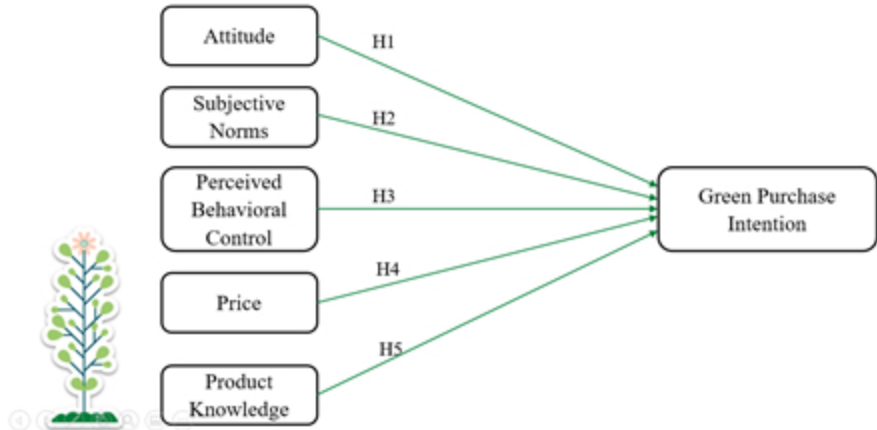 Attitude
H1
Subjective
Norms
H2
Perceived
Behavioral
Control
H3
Green Purchase
Intention
Price
H4
Product
Knowledge
H5